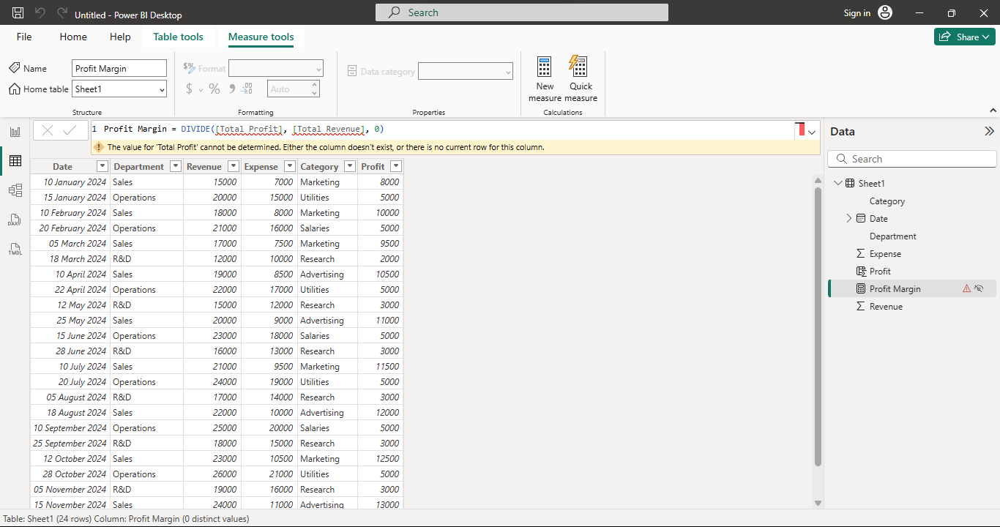 Untitled - Power BI Desktop
Search
Sign in
File Home Help Table tools Measure tools
Share
Name Profit Margin
Home table Sheet1
Structure
$% Format
$ % 9 .00
Auto
Formatting
Data category
Properties
New measure
Quick measure
Calculations
1 Profit Margin = DIVIDE([Total Profit], [Total Revenue], 0)
The value for 'Total Profit' cannot be determined. Either the column doesn't exist, or there is no current row for this column.
DAX
TMDL
Date Department Revenue Expense Category Profit
10 January 2024 Sales 15000 7000 Marketing 8000
15 January 2024 Operations 20000 15000 Utilities 5000
10 February 2024 Sales 18000 8000 Marketing 10000
20 February 2024 Operations 21000 16000 Salaries 5000
05 March 2024 Sales 17000 7500 Marketing 9500
18 March 2024 R&D 12000 10000 Research 2000
10 April 2024 Sales 19000 8500 Advertising 10500
22 April 2024 Operations 22000 17000 Utilities 5000
12 May 2024 R&D 15000 12000 Research 3000
25 May 2024 Sales 20000 9000 Advertising 11000
15 June 2024 Operations 23000 18000 Salaries 5000
28 June 2024 R&D 16000 13000 Research 3000
10 July 2024 Sales 21000 9500 Marketing 11500
20 July 2024 Operations 24000 19000 Utilities 5000
05 August 2024 R&D 17000 14000 Research 3000
18 August 2024 Sales 22000 10000 Advertising 12000
10 September 2024 Operations 25000 20000 Salaries 5000
25 September 2024 R&D 18000 15000 Research 3000
12 October 2024 Sales 23000 10500 Marketing 12500
28 October 2024 Operations 26000 21000 Utilities 5000
05 November 2024 R&D 19000 16000 Research 3000
15 November 2024 Sales 24000 11000 Advertising 13000
Data
Search
Sheet1
Category
Date
Department
Σ Expense
Profit
Profit Margin
Σ Revenue
Table: Sheet1 (24 rows) Column: Profit Margin (0 distinct values)